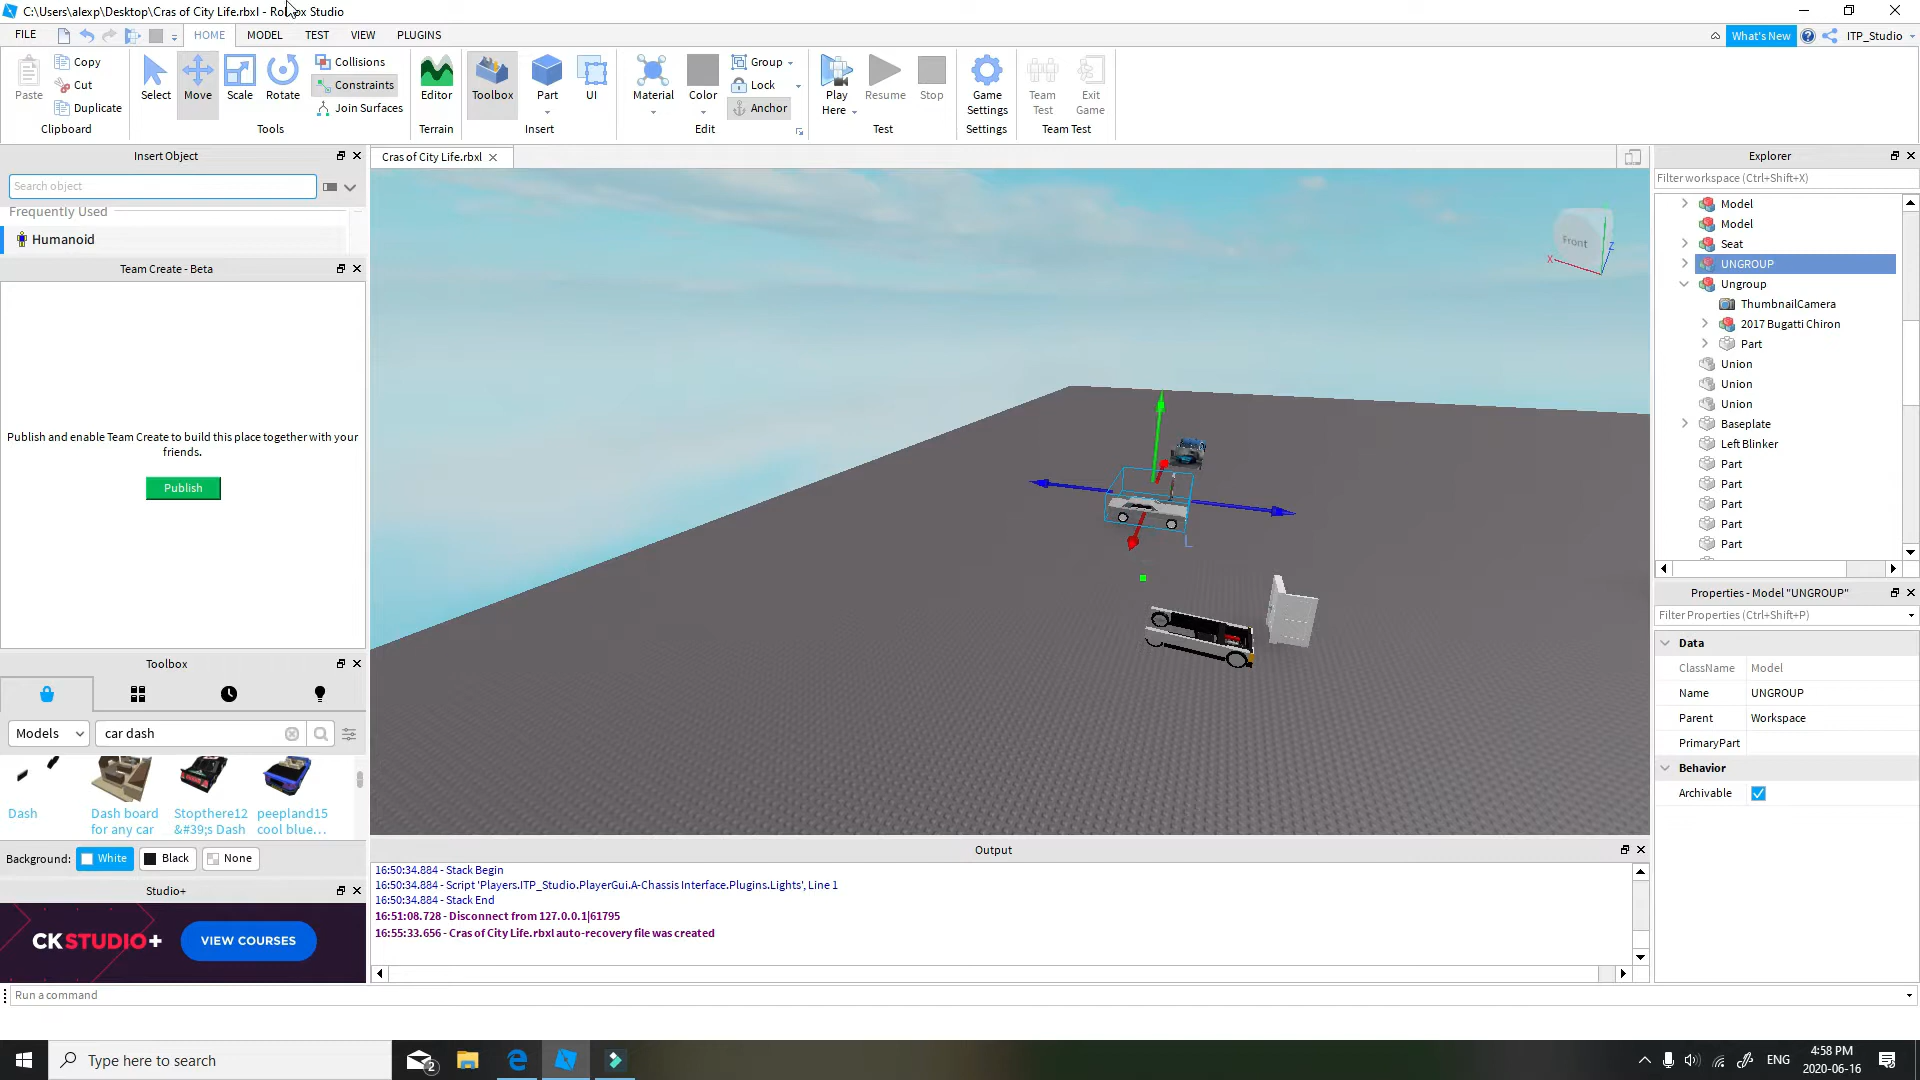 C:\Users\alexp\Desktop\Cras of City Life.rbxl - Roblox Studio
FILE
HOME
MODEL
TEST
VIEW
PLUGINS
What's New
ITP_Studio
Paste
Copy
Cut
Duplicate
Clipboard
Select
Move
Scale
Rotate
Collisions
Constraints
Join Surfaces
Tools
Editor
Terrain
Toolbox
Part
UI
Insert
Material
Color
Group
Lock
Anchor
Edit
Play
Here
Resume
Stop
Test
Game
Settings
Settings
Team
Test
Exit
Game
Team Test
Insert Object
Search object
Frequently Used
Humanoid
Team Create - Beta
Publish and enable Team Create to build this place together with your
friends.
Publish
Toolbox
Models
car dash
Dash
Dash board
for any car
Stopthere12
&#39;s Dash
peepland15
cool blue...
Background:
White
Black
None
Studio+
CKSTUDIO+
VIEW COURSES
Run a command
Cras of City Life.rbxl
Front
X
Z
Output
16:50:34.884 - Stack Begin
16:50:34.884 - Script 'Players.ITP_Studio.PlayerGui.A-Chassis Interface.Plugins.Lights', Line 1
16:50:34.884 - Stack End
16:51:08.728 - Disconnect from 127.0.0.1|61795
16:55:33.656 - Cras of City Life.rbxl auto-recovery file was created
Explorer
Filter workspace (Ctrl+Shift+X)
Model
Model
Seat
UNGROUP
Ungroup
ThumbnailCamera
2017 Bugatti Chiron
Part
Union
Union
Union
Baseplate
Left Blinker
Part
Part
Part
Part
Part
Properties - Model "UNGROUP"
Filter Properties (Ctrl+Shift+P)
Data
ClassName Model
Name UNGROUP
Parent Workspace
PrimaryPart
Behavior
Archivable
Type here to search
2
ENG
4:58 PM
2020-06-16